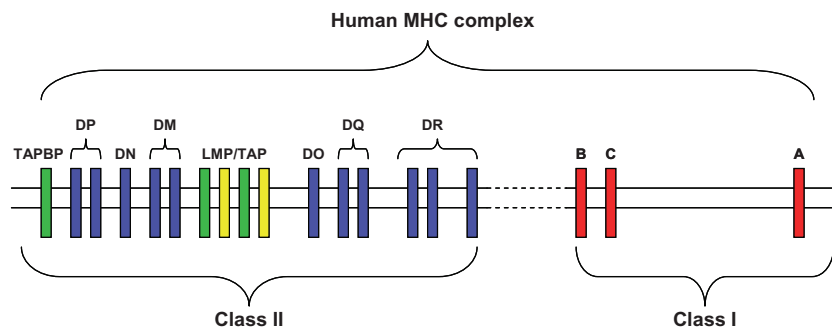 Human MHC complex
DP DM DQ DR
TAPBP DN LMP/TAP DO B C A
Class II Class I